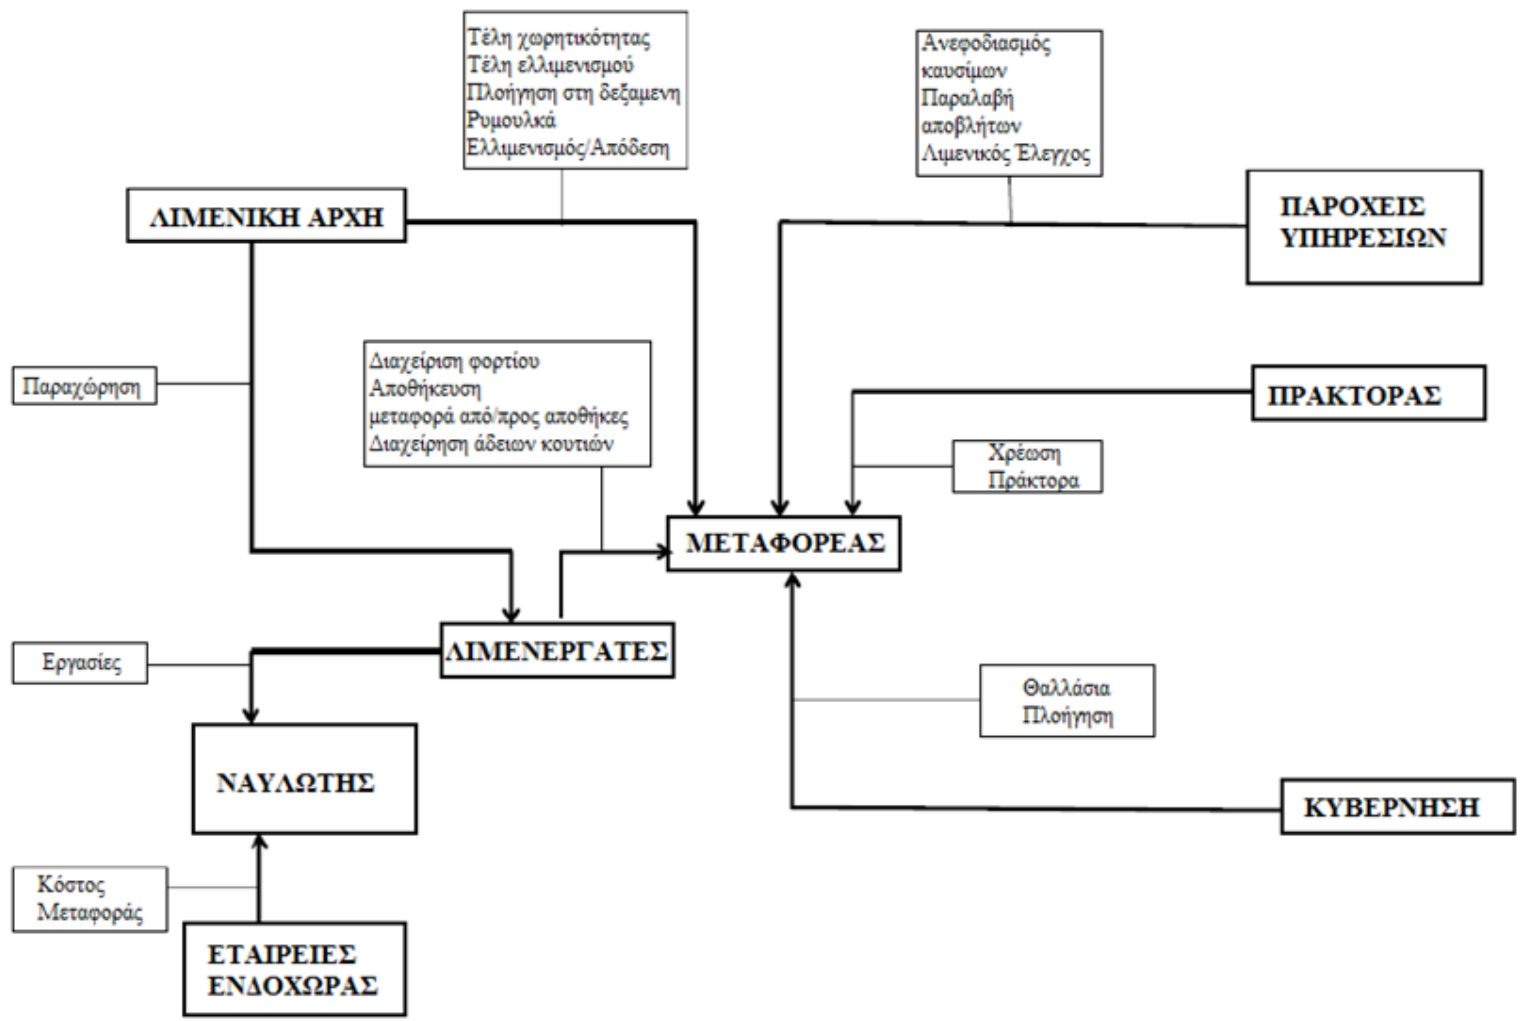 Τέλη χωρητικότητας
Τέλη ελλιμενισμού
Πλοήγηση στη δεξαμενη
Ρυμουλκά
Ελλιμενισμός/Απόδεση
Ανεφοδιασμός
καυσίμων
Παραλαβή
αποβλήτων
Λιμενικός Έλεγχος
ΛΙΜΕΝΙΚΗ ΑΡΧΗ
ΠΑΡΟΧΕΙΣ
ΥΠΗΡΕΣΙΩΝ
Παραχώρηση
Διαχείριση φορτίου
Αποθήκευση
μεταφορά από/προς αποθήκες
Διαχείρηση άδειων κουτιών
ΠΡΑΚΤΟΡΑΣ
Χρέωση
Πράκτορα
ΜΕΤΑΦΟΡΕΑΣ
Εργασίες
ΛΙΜΕΝΕΡΓΑΤΕΣ
Θαλλάσια
Πλοήγηση
ΝΑΥΛΩΤΗΣ
ΚΥΒΕΡΝΗΣΗ
Κόστος
Μεταφοράς
ΕΤΑΙΡΕΙΕΣ
ΕΝΔΟΧΩΡΑΣ